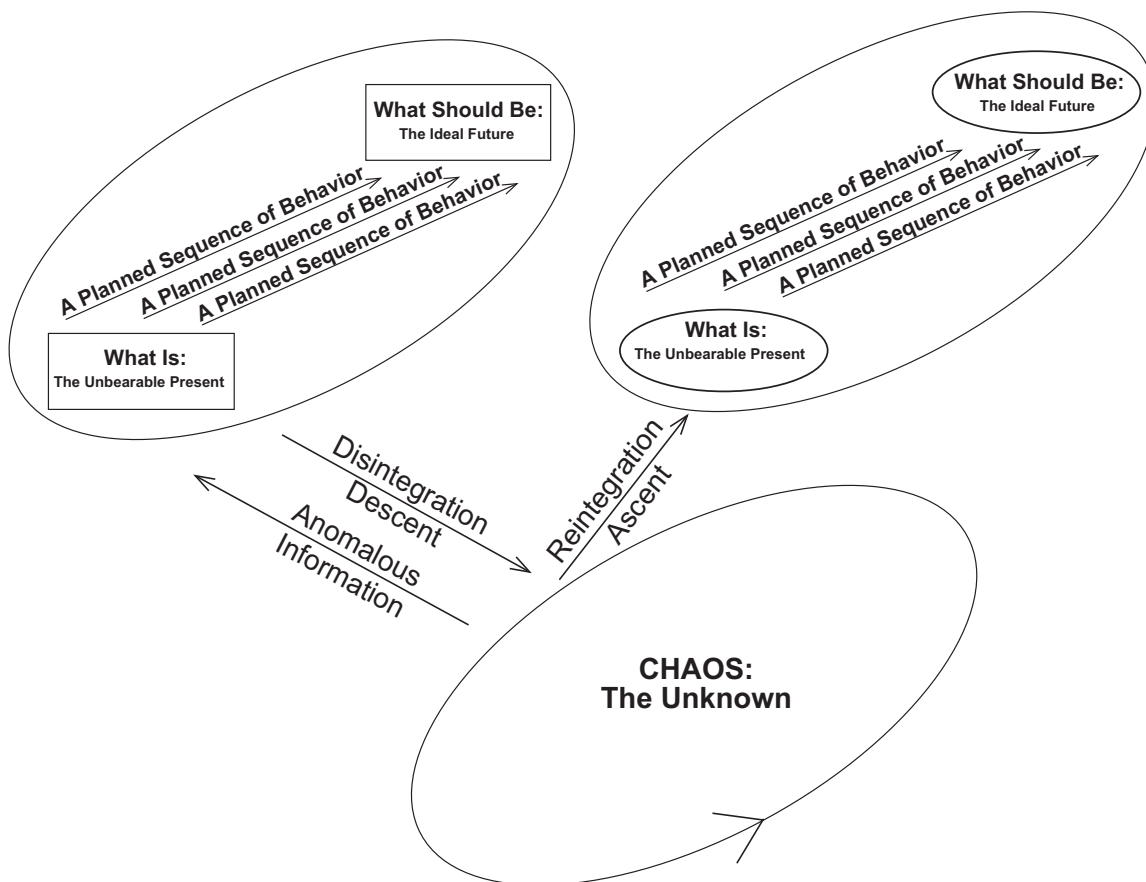 What Should Be:
The Ideal Future
A Planned Sequence of Behavior
A Planned Sequence of Behavior
A Planned Sequence of Behavior
What Is:
The Unbearable Present
What Should Be:
The Ideal Future
A Planned Sequence of Behavior
A Planned Sequence of Behavior
A Planned Sequence of Behavior
What Is:
The Unbearable Present
Disintegration
Descent
Anomalous
Information
Reintegration
Ascent
CHAOS:
The Unknown